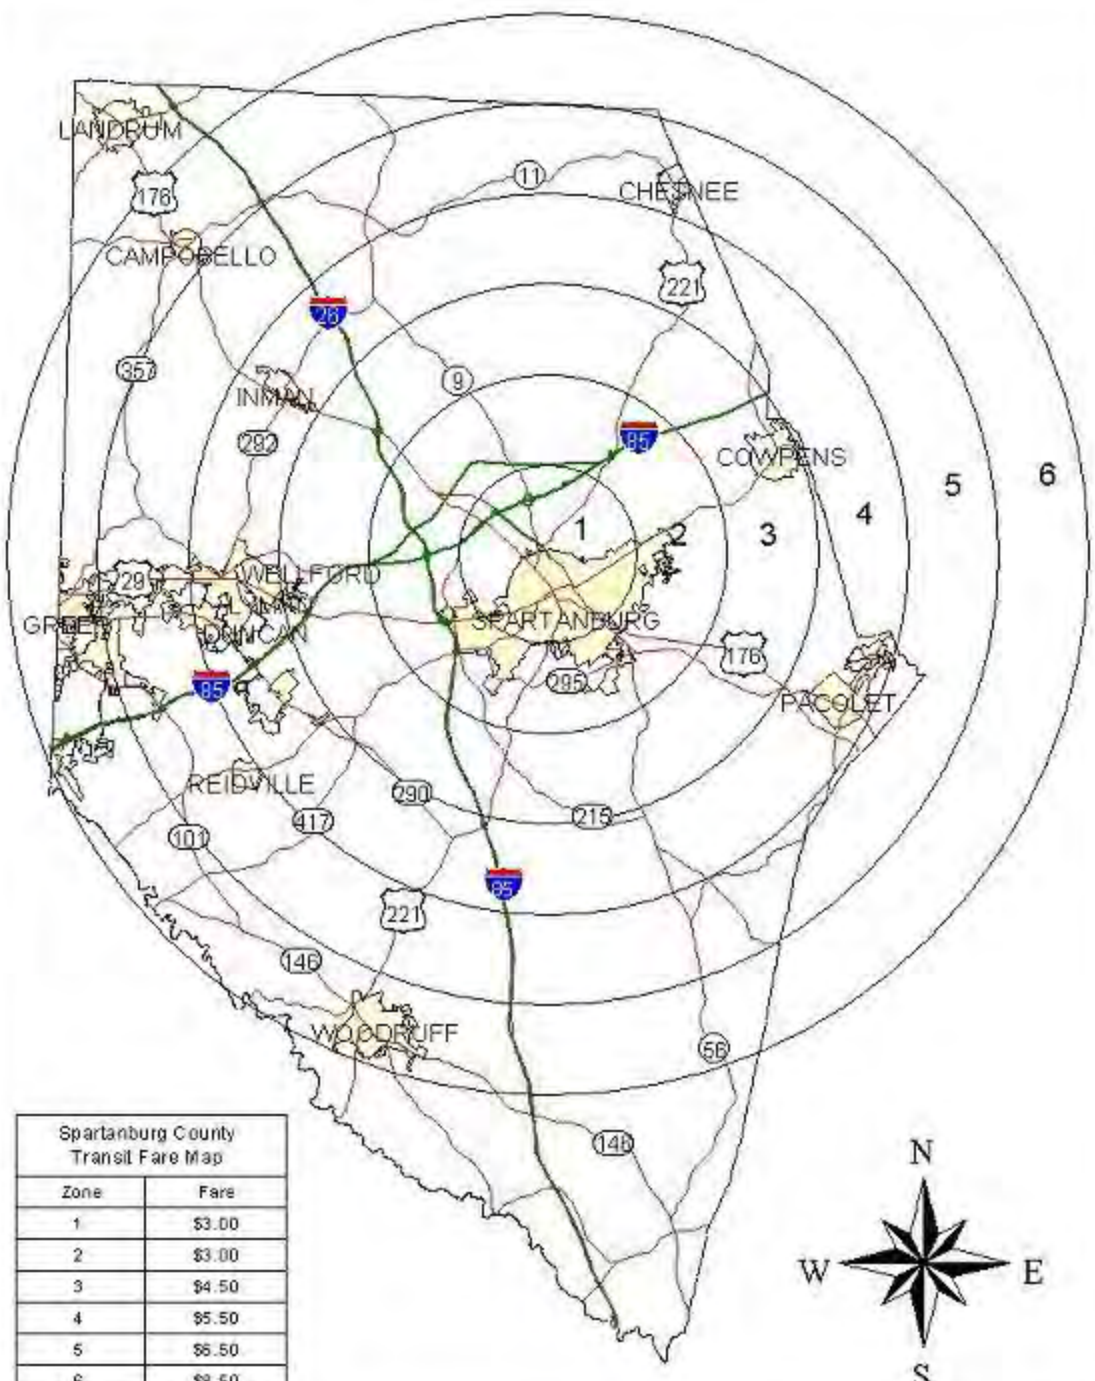 LANDRUM
176
11
CHESNEE
CAMPOBELLO
221
26
357
9
INMAN
292
85
COWPENS
6
5
4
1
2
3
29
WELLFORD
LYMAN
GREER
DUNCAN
SPARTANBURG
176
295
85
PACOLET
REIDVILLE
290
215
417
101
85
221
146
WOODRUFF
56
146
Spartanburg County
Transit Fare Map
Zone Fare
1 $3.00
2 $3.00
3 $4.50
4 $5.50
5 $6.50
N
W
E
S